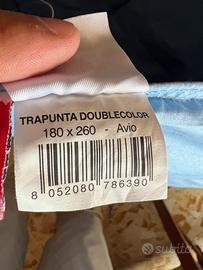 TRAPUNTA DOUBLECOLOR
180 x 260 - Avio
8 052080 786390
subito